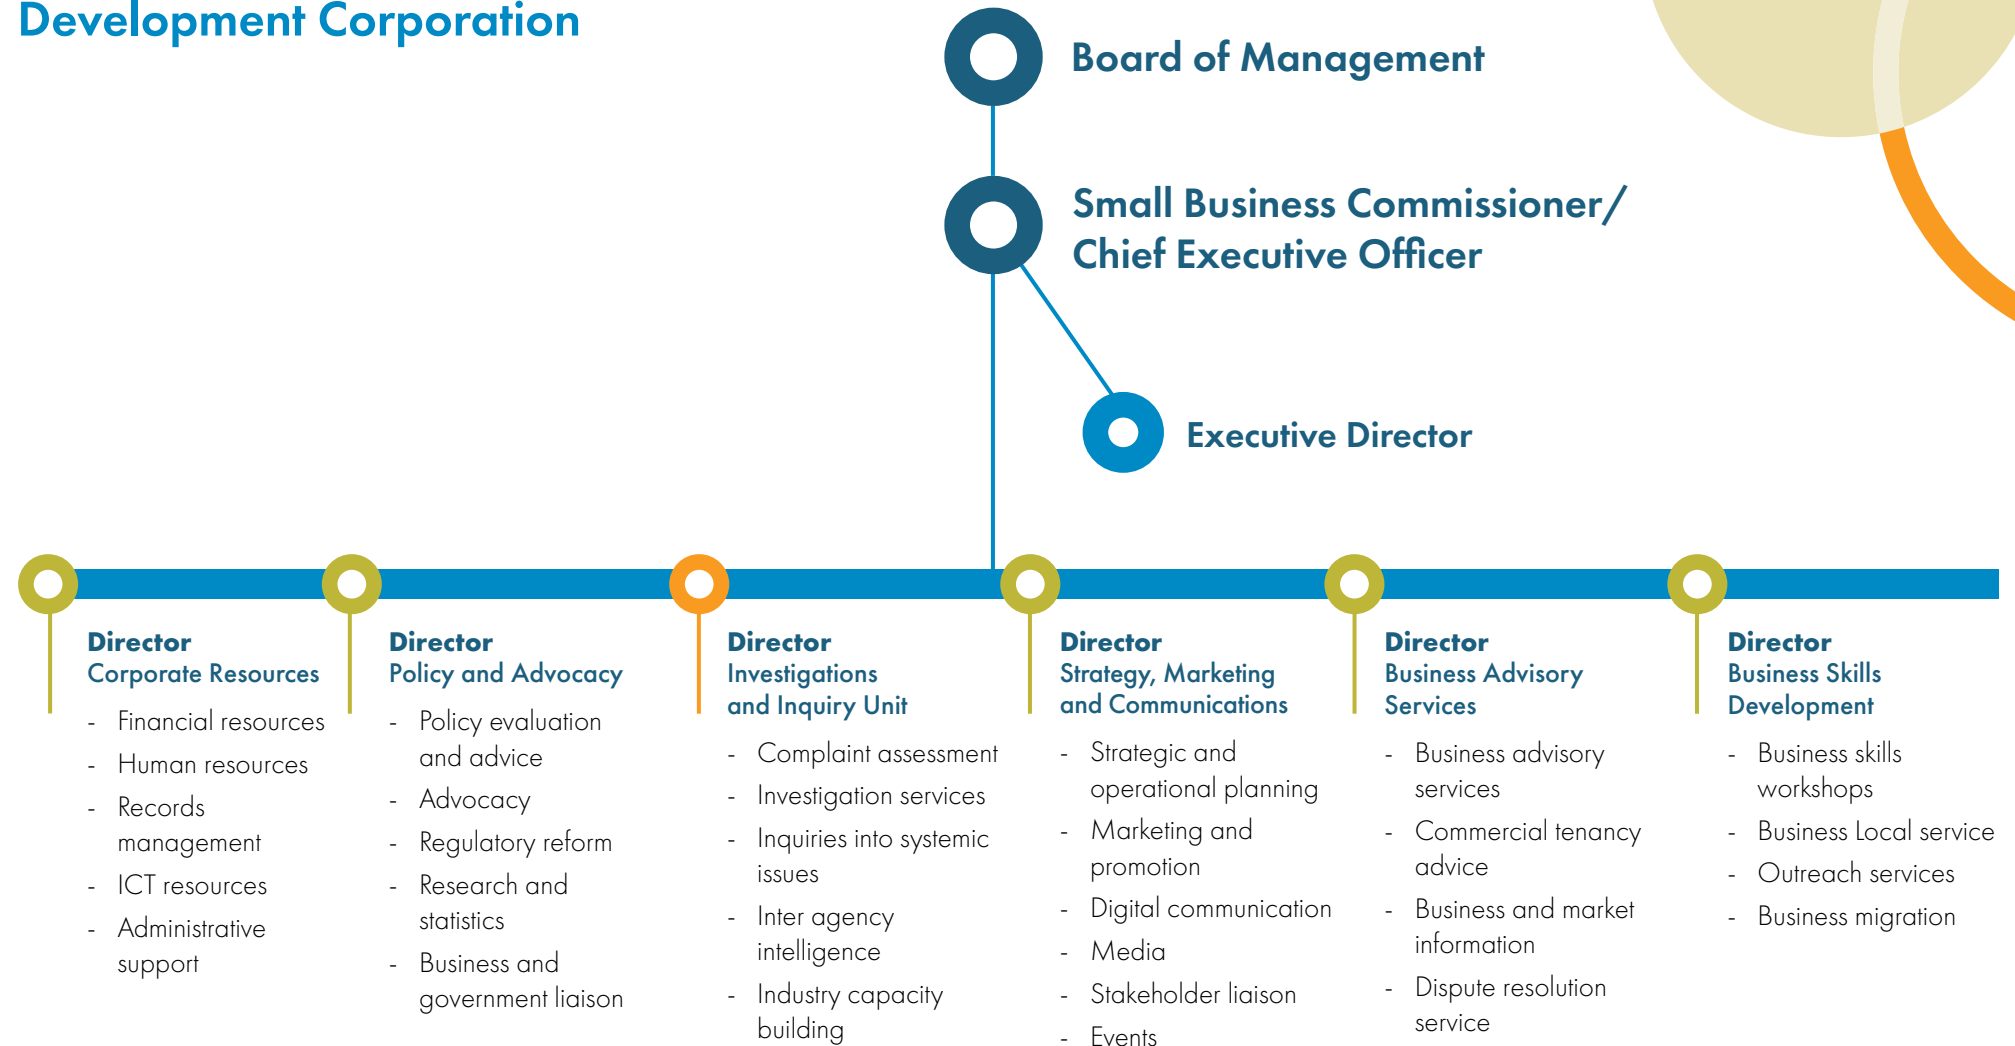 Development Corporation
Board of Management
Small Business Commissioner/
Chief Executive Officer
Executive Director
Director
Corporate Resources
- Financial resources
- Human resources
- Records
management
- ICT resources
- Administrative
support
Director
Policy and Advocacy
- Policy evaluation
and advice
- Advocacy
- Regulatory reform
- Research and
statistics
- Business and
government liaison
Director
Investigations
and Inquiry Unit
- Complaint assessment
- Investigation services
- Inquiries into systemic
issues
- Inter agency
intelligence
- Industry capacity
building
Director
Strategy, Marketing
and Communications
- Strategic and
operational planning
- Marketing and
promotion
- Digital communication
- Media
- Stakeholder liaison
- Events
Director
Business Advisory
Services
- Business advisory
services
- Commercial tenancy
advice
- Business and market
information
- Dispute resolution
service
Director
Business Skills
Development
- Business skills
workshops
- Business Local service
- Outreach services
- Business migration